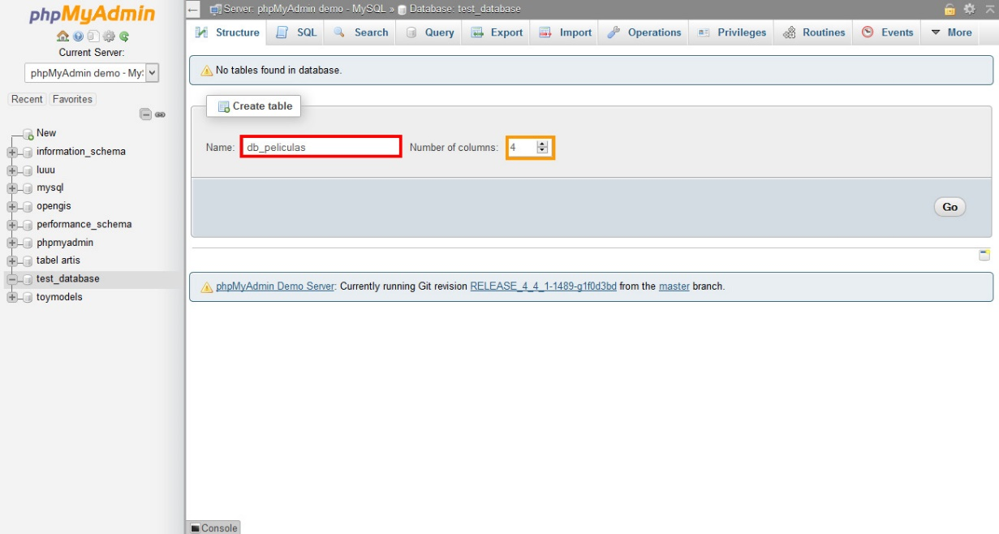 phpMyAdmin
Current Server:
phpMyAdmin demo - My
Recent Favorites
New
information_schema
luuu
mysql
opengis
performance_schema
phpmyadmin
tabel artis
test_database
toymodels
Server: phpMyAdmin demo - MySQL » Database: test_database
Structure SQL Search Query Export Import Operations Privileges Routines Events More
No tables found in database.
Create table
Name: db_peliculas Number of columns: 4
Go
phpMyAdmin Demo Server: Currently running Git revision RELEASE_4_4_1-1489-g1f0d3bd from the master branch.
Console